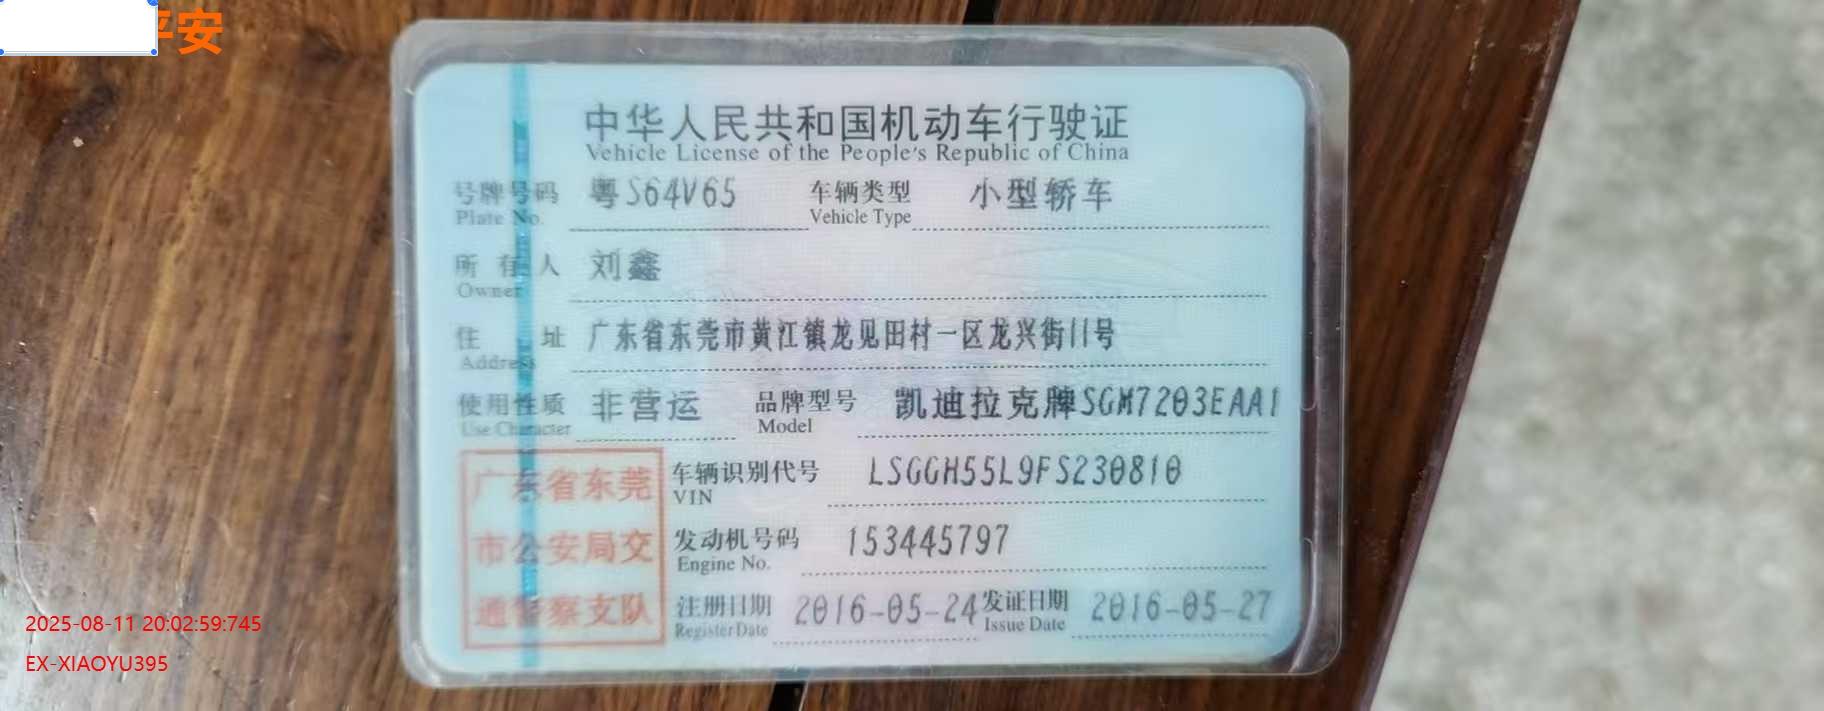 平安
中华人民共和国机动车行驶证
Vehicle License of the People's Republic of China
号牌号码 粤S64V65 车辆类型 小型轿车
Plate No. Vehicle Type
所有人 刘鑫
Owner
住址 广东省东莞市黄江镇龙见田村一区龙兴街11号
Address
使用性质 非营运 品牌型号 凯迪拉克牌SGM7203EAA1
Use Character Model
广东省东莞
市公安局交
通警察支队
车辆识别代号 LSGGH55L9FS230810
VIN
发动机号码 153445797
Engine No.
注册日期 2016-05-24 发证日期 2016-05-27
Register Date Issue Date
2025-08-11 20:02:59:745
EX-XIAOYU395